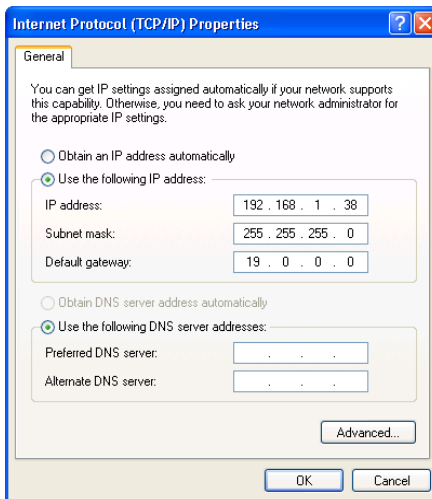 Internet Protocol (TCP/IP) Properties
General
You can get IP settings assigned automatically if your network supports
this capability. Otherwise, you need to ask your network administrator for
the appropriate IP settings.
Obtain an IP address automatically
Use the following IP address:
IP address: 192 . 168 . 1 . 38
Subnet mask: 255 . 255 . 255 . 0
Default gateway: 19 . 0 . 0 . 0
Obtain DNS server address automatically
Use the following DNS server addresses:
Preferred DNS server: . . .
Alternate DNS server: . . .
Advanced...
OK Cancel